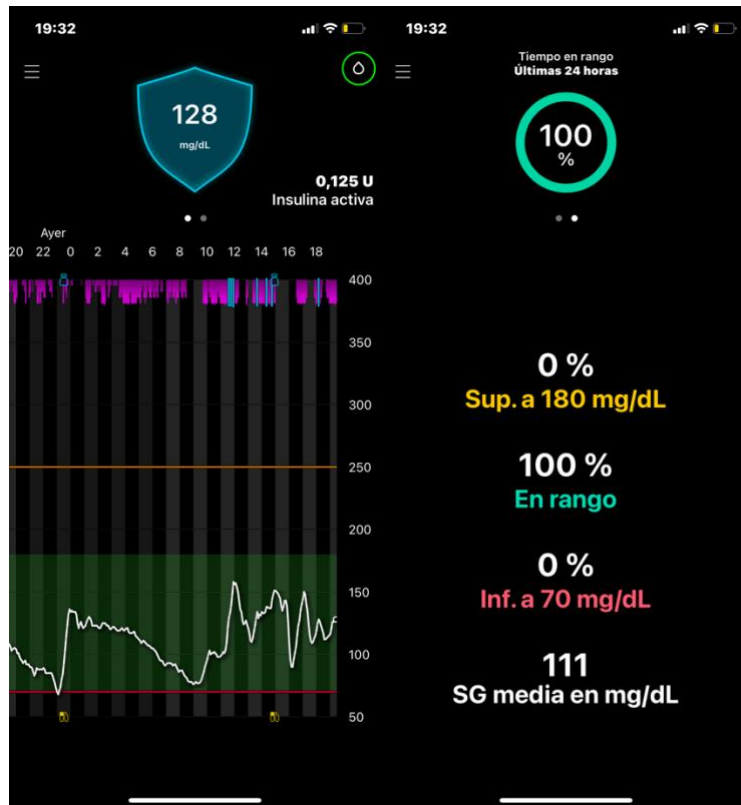 19:32
128
mg/dL
0,125 U
Insulina activa
Ayer
20 22 0 2 4 6 8 10 12 14 16 18
400
350
300
250
200
150
100
50
19:32
Tiempo en rango
Últimas 24 horas
100
%
0 %
Sup. a 180 mg/dL
100 %
En rango
0 %
Inf. a 70 mg/dL
111
SG media en mg/dL